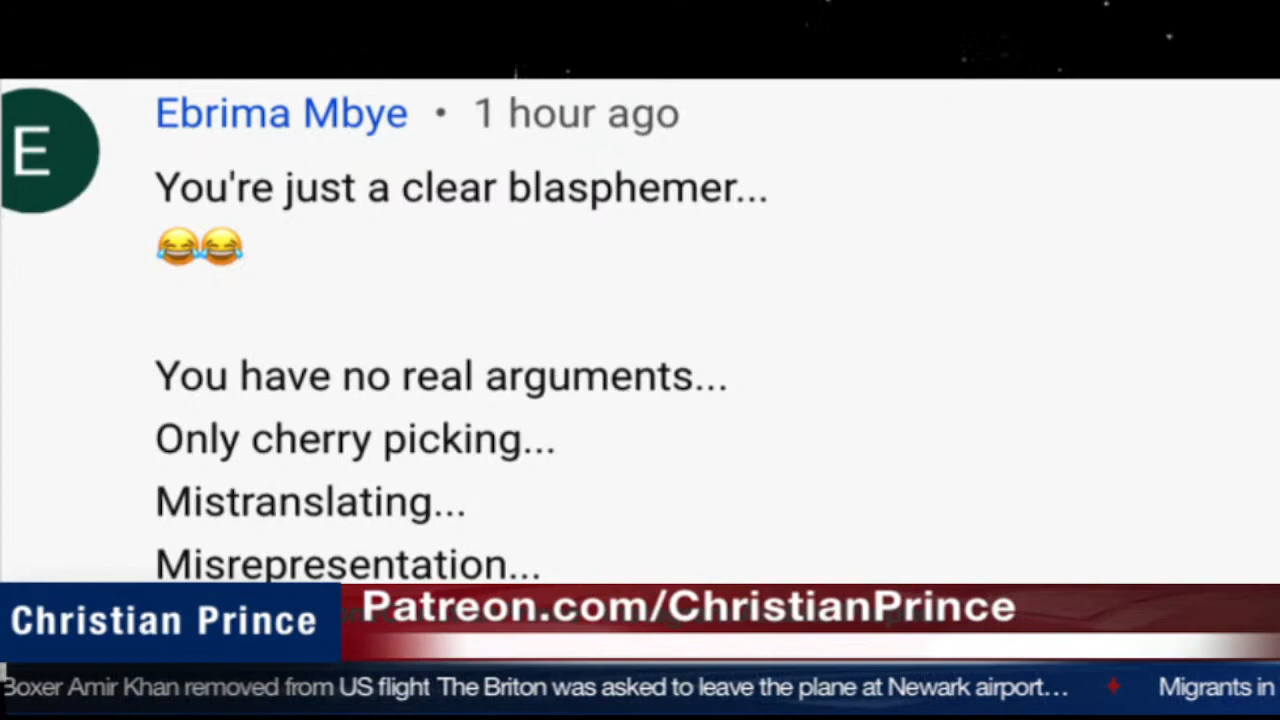 E
Ebrima Mbye • 1 hour ago
You're just a clear blasphemer...
😂😂
You have no real arguments...
Only cherry picking...
Mistranslating...
Misrepresentation...
Christian Prince
Patreon.com/ChristianPrince
Boxer Amir Khan removed from US flight The Briton was asked to leave the plane at Newark airport... ♦ Migrants in